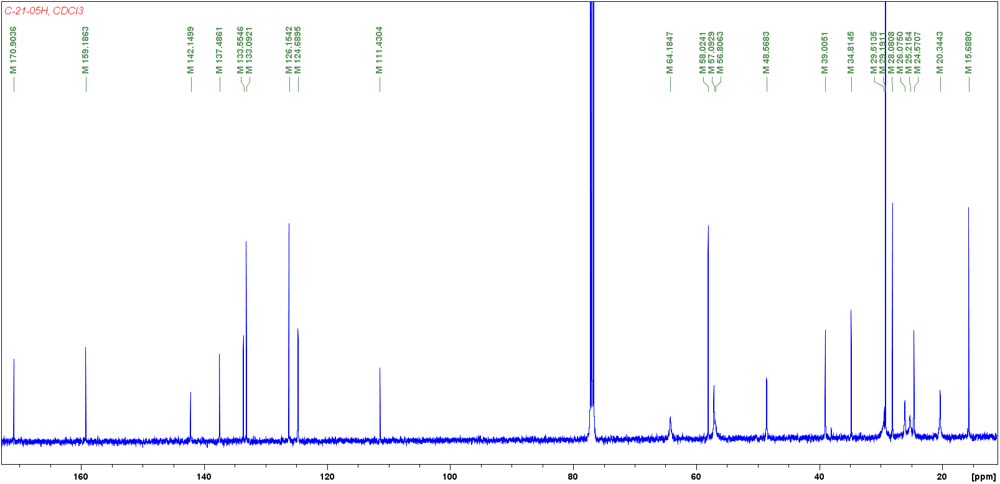 C-21-05H, CDCl3
M 170.9036
M 159.1863
M 142.1499
M 137.4861
M 133.5546
M 133.0921
M 126.1542
M 124.6895
M 111.4304
M 64.1847
M 58.0241
M 57.0929
M 56.8063
M 48.5683
M 39.0051
M 34.8145
M 29.5135
M 29.1911
M 28.0808
M 26.0750
M 25.2154
M 24.5707
M 20.3443
M 15.6880
160 140 120 100 80 60 40 20 [ppm]